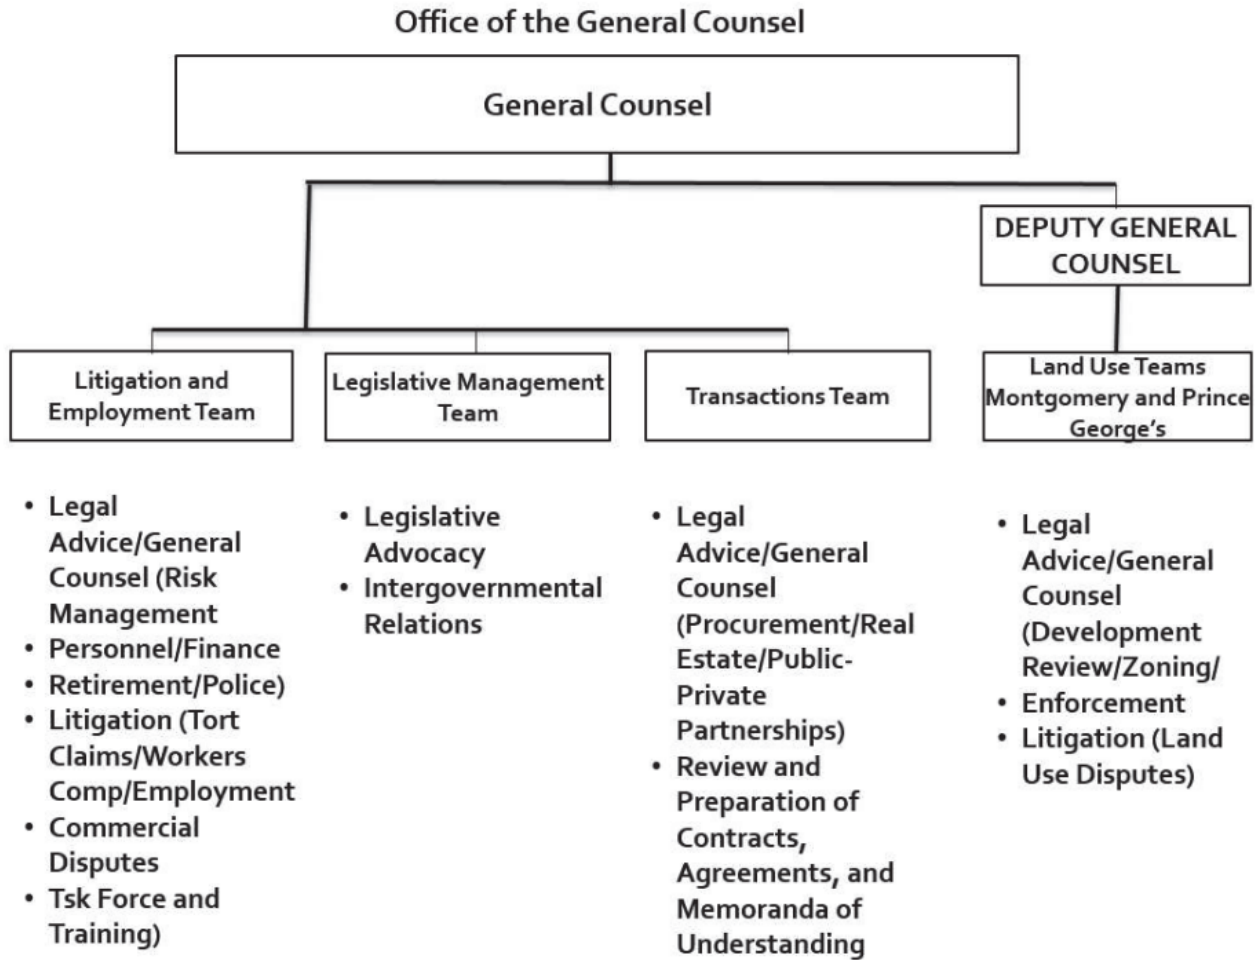 Office of the General Counsel
General Counsel
DEPUTY GENERAL
COUNSEL
Litigation and
Employment Team
Legislative Management
Team
Transactions Team
Land Use Teams
Montgomery and Prince
George's
• Legal
Advice/General
Counsel (Risk
Management
• Personnel/Finance
• Retirement/Police)
• Litigation (Tort
Claims/Workers
Comp/Employment
• Commercial
Disputes
• Tsk Force and
Training)
• Legislative
Advocacy
• Intergovernmental
Relations
• Legal
Advice/General
Counsel
(Procurement/Real
Estate/Public-
Private
Partnerships)
• Review and
Preparation of
Contracts,
Agreements, and
Memoranda of
Understanding
• Legal
Advice/General
Counsel
(Development
Review/Zoning/
• Enforcement
• Litigation (Land
Use Disputes)